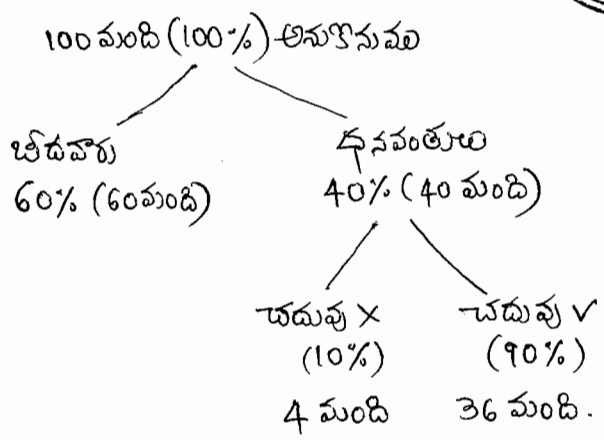 100 మంది (100%) అనుకొనుము
బీదవారు
ధనవంతులు
60% (60మంది)
40% (40 మంది)
చదువు X
చదువు ✓
(10%)
(90%)
4 మంది
36 మంది.